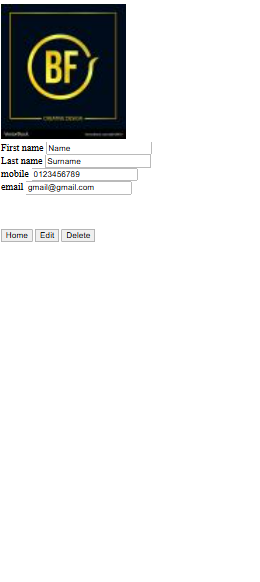 BF
CREATIVE DESIGN
VectorStock
First name Name
Last name Surname
mobile 0123456789
email gmail@gmail.com
Home Edit Delete